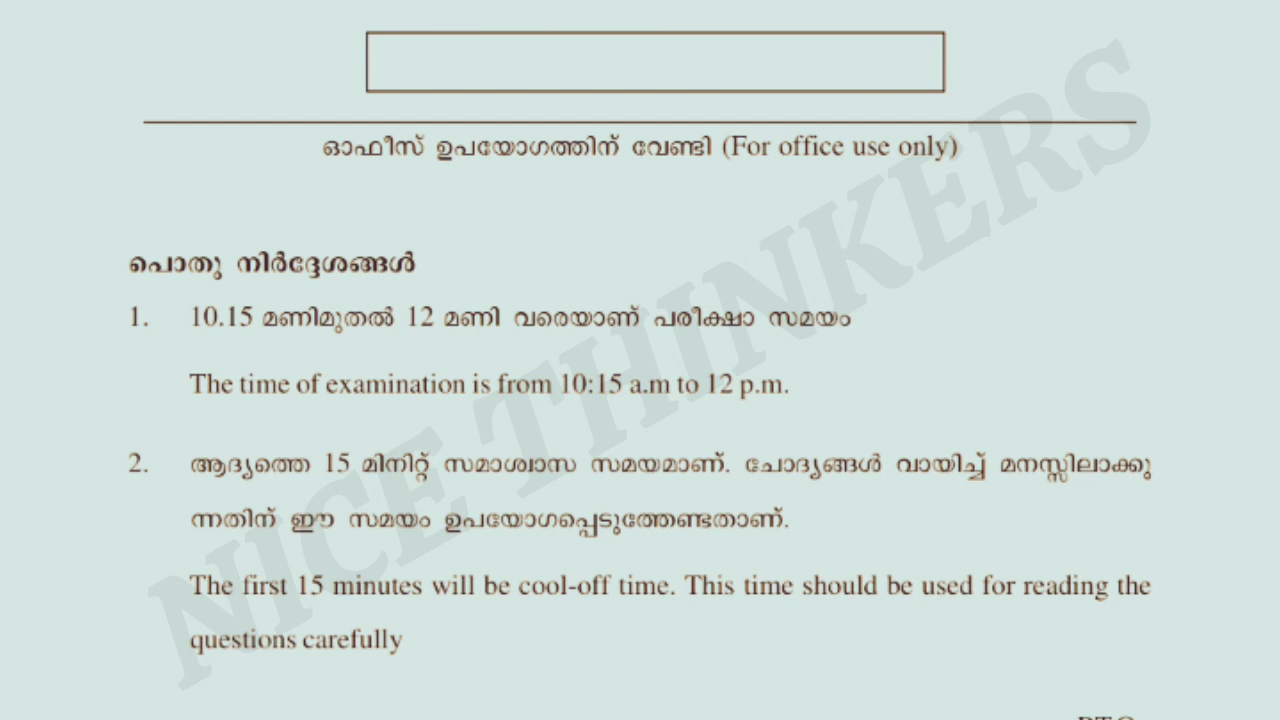 ഓഫീസ് ഉപയോഗത്തിന് വേണ്ടി (For office use only)
പൊതു നിർദ്ദേശങ്ങൾ
1. 10.15 മണിമുതൽ 12 മണി വരെയാണ് പരീക്ഷാ സമയം
The time of examination is from 10:15 a.m to 12 p.m.
2. ആദ്യത്തെ 15 മിനിറ്റ് സമാശ്വാസ സമയമാണ്. ചോദ്യങ്ങൾ വായിച്ച് മനസ്സിലാക്കു
ന്നതിന് ഈ സമയം ഉപയോഗപ്പെടുത്തേണ്ടതാണ്.
The first 15 minutes will be cool-off time. This time should be used for reading the
questions carefully
NICE THINKERS